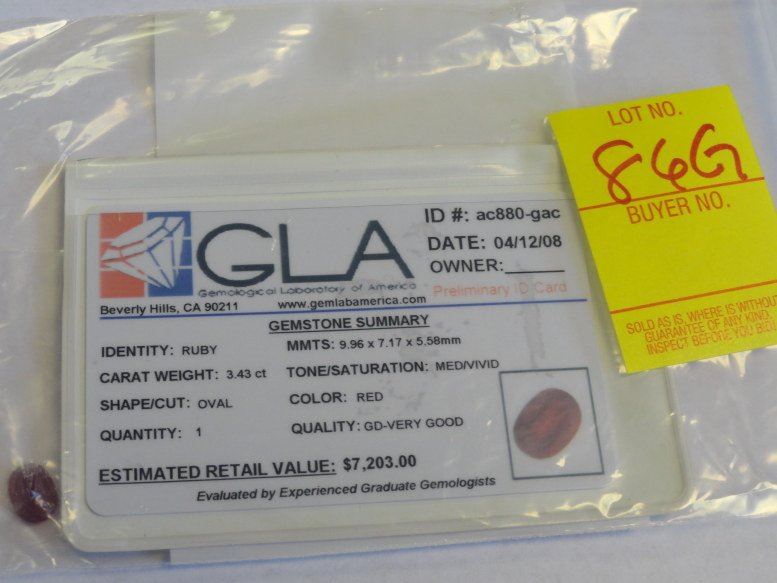 GLA
Gemological Laboratory of America
Beverly Hills, CA 90211 www.gemlabamerica.com
ID #: ac880-gac
DATE: 04/12/08
OWNER:
Preliminary ID Card
GEMSTONE SUMMARY
IDENTITY: RUBY
CARAT WEIGHT: 3.43 ct
SHAPE/CUT: OVAL
QUANTITY: 1
MMTS: 9.96 x 7.17 x 5.58mm
TONE/SATURATION: MED/VIVID
COLOR: RED
QUALITY: GD-VERY GOOD
ESTIMATED RETAIL VALUE: $7,203.00
Evaluated by Experienced Graduate Gemologists
LOT NO.
86G
BUYER NO.
SOLD AS IS, WHERE IS WITHOU
GUARANTEE OF ANY KIND.
INSPECT BEFORE YOU BID